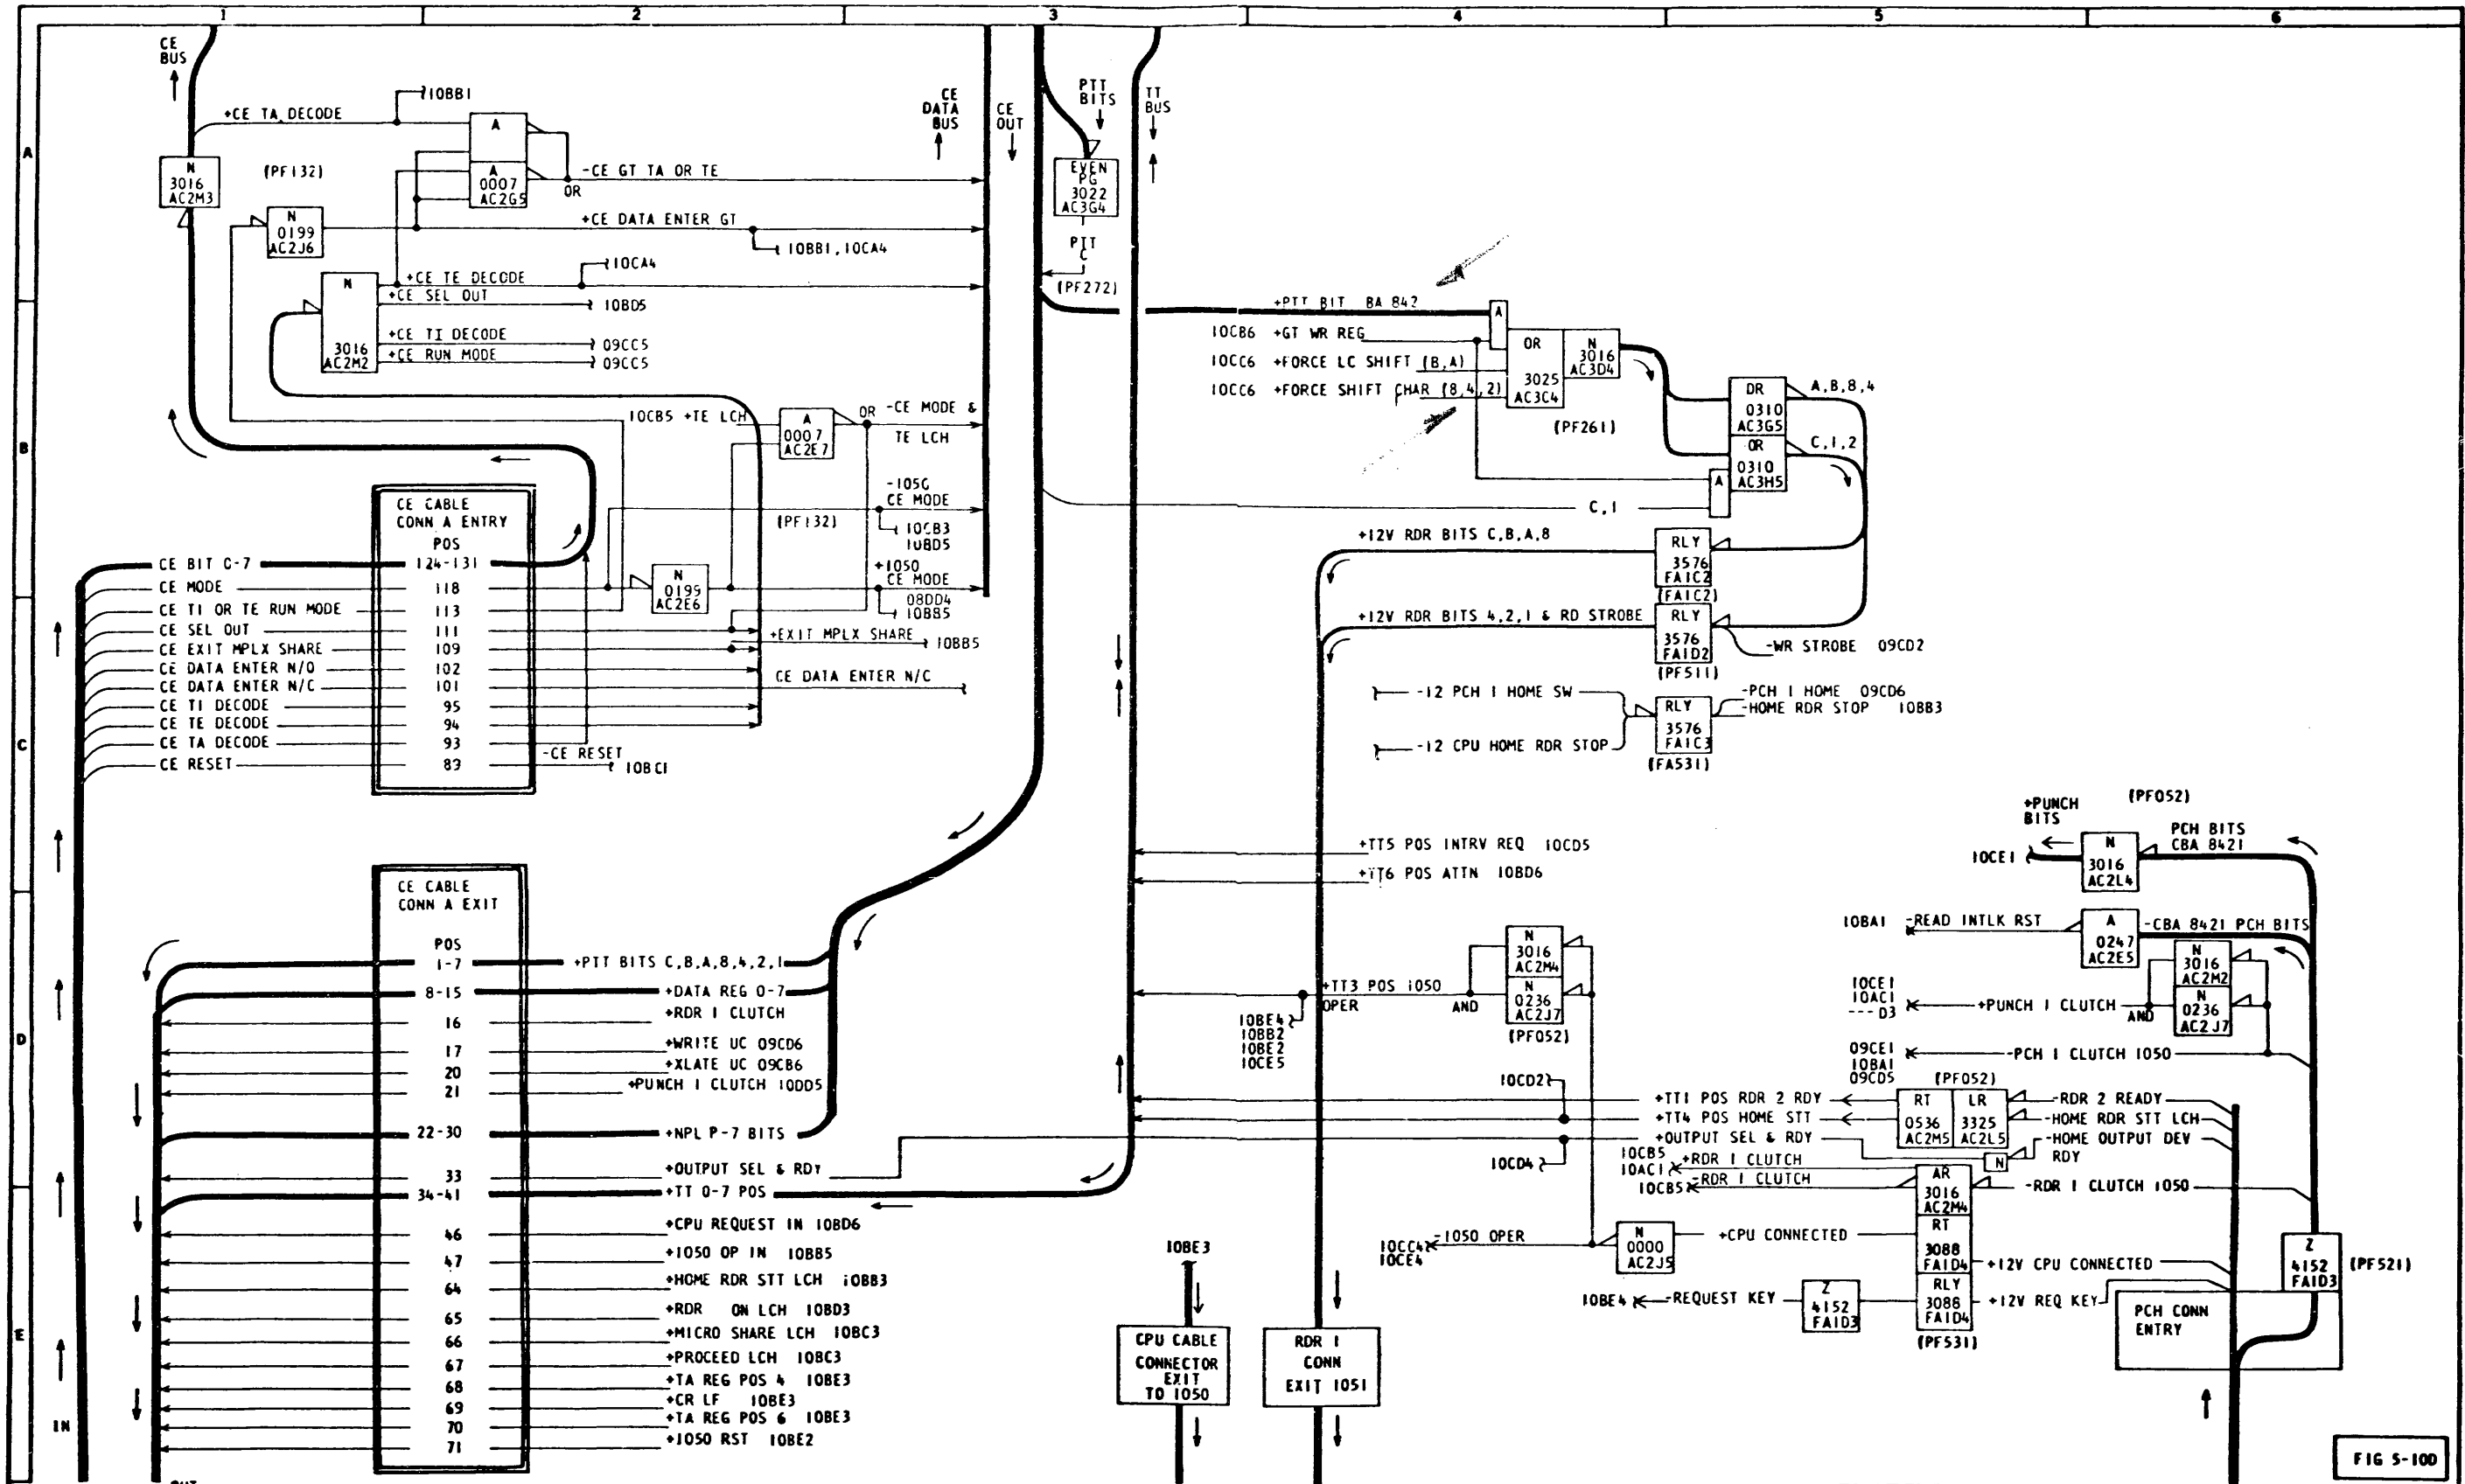 1 2 3 4 5 6
A
B
C
D
E
CE
BUS
+CE TA DECODE
10BB1
A
A
0007
AC2G5
OR
-CE GT TA OR TE
N
3016
AC2M3
(PF132)
N
0199
AC2J6
+CE DATA ENTER GT
10BB1,10CA4
N
3016
AC2M2
+CE TE DECODE
10CA4
+CE SEL OUT
10BD5
+CE TI DECODE
09CC5
+CE RUN MODE
09CC5
CE
DATA
BUS
CE
OUT
PTT
BITS
TT
BUS
EVEN
PG
3022
AC3G4
PTT
C
(PF272)
10CB5 +TE LCH
A
0007
AC2E7
OR
-CE MODE &
TE LCH
-1050
CE MODE
10CB3
10BD5
(PF132)
+1050
CE MODE
08DD4
10BB5
N
0199
AC2E6
+EXIT MPLX SHARE
10BB5
CE DATA ENTER N/C
CE CABLE
CONN A ENTRY
POS
CE BIT 0-7 124-131
CE MODE 118
CE TI OR TE RUN MODE 113
CE SEL OUT 111
CE EXIT MPLX SHARE 109
CE DATA ENTER N/O 102
CE DATA ENTER N/C 101
CE TI DECODE 95
CE TE DECODE 94
CE TA DECODE 93
CE RESET 89
-CE RESET
10BC1
+PTT BIT BA 842
10CB6 +GT WR REG
10CC6 +FORCE LC SHIFT (B,A)
10CC6 +FORCE SHIFT CHAR (8,4,2)
A
OR
3025
AC3C4
N
3016
AC3D4
(PF261)
DR
0310
AC3G5
OR
0310
AC3H5
A,B,8,4
C,1,2
A
C,1
+12V RDR BITS C,B,A,8
RLY
3576
FA1C2
(FA1C2)
+12V RDR BITS 4,2,1 & RD STROBE
RLY
3576
FA1D2
(PF511)
-WR STROBE 09CD2
-12 PCH 1 HOME SW
-12 CPU HOME RDR STOP
RLY
3576
FA1C3
(FA531)
-PCH 1 HOME 09CD6
-HOME RDR STOP 10BB3
+TT5 POS INTRV REQ 10CD5
+TT6 POS ATTN 10BD6
+PUNCH
BITS
(PF052)
10CE1
N
3016
AC2L4
PCH BITS
CBA 8421
10BA1 -READ INTLK RST
A
0247
AC2E5
-CBA 8421 PCH BITS
N
3016
AC2M2
N
0236
AC2J7
AND
10CE1
10AC1
---D3
+PUNCH 1 CLUTCH
09CE1
10BA1
09CD5
-PCH 1 CLUTCH 1050
N
3016
AC2M4
N
0236
AC2J7
(PF052)
+TT3 POS 1050
OPER
AND
10BE4
10BB2
10BE2
10CE5
10CD2
+TT1 POS RDR 2 RDY
+TT4 POS HOME STT
+OUTPUT SEL & RDY
10CD4
(PF052)
RT
0536
AC2M5
LR
3325
AC2L5
-RDR 2 READY
-HOME RDR STT LCH
-HOME OUTPUT DEV
RDY
N
10CB5
10AC1
+RDR 1 CLUTCH
10CB5
-RDR 1 CLUTCH
AR
3016
AC2M4
-RDR 1 CLUTCH 1050
RT
3088
FA1D4
+12V CPU CONNECTED
RLY
3088
FA1D4
+12V REQ KEY
(PF531)
10CC4
10CE4
-1050 OPER
N
0000
AC2J5
+CPU CONNECTED
10BE4 -REQUEST KEY
Z
4152
FA1D3
Z
4152
FA1D3
(PF521)
PCH CONN
ENTRY
CE CABLE
CONN A EXIT
POS
1-7 +PTT BITS C,B,A,8,4,2,1
8-15 +DATA REG 0-7
16 +RDR 1 CLUTCH
17 +WRITE UC 09CD6
20 +XLATE UC 09CB6
21 +PUNCH 1 CLUTCH 10DD5
22-30 +NPL P-7 BITS
33 +OUTPUT SEL & RDY
34-41 +TT 0-7 POS
46 +CPU REQUEST IN 10BD6
47 +1050 OP IN 10BB5
64 +HOME RDR STT LCH 10BB3
65 +RDR ON LCH 10BD3
66 +MICRO SHARE LCH 10BC3
67 +PROCEED LCH 10BC3
68 +TA REG POS 4 10BE3
69 +CR LF 10BE3
70 +TA REG POS 6 10BE3
71 +1050 RST 10BE2
IN
10BE3
CPU CABLE
CONNECTOR
EXIT
TO 1050
RDR 1
CONN
EXIT 1051
FIG 5-10D